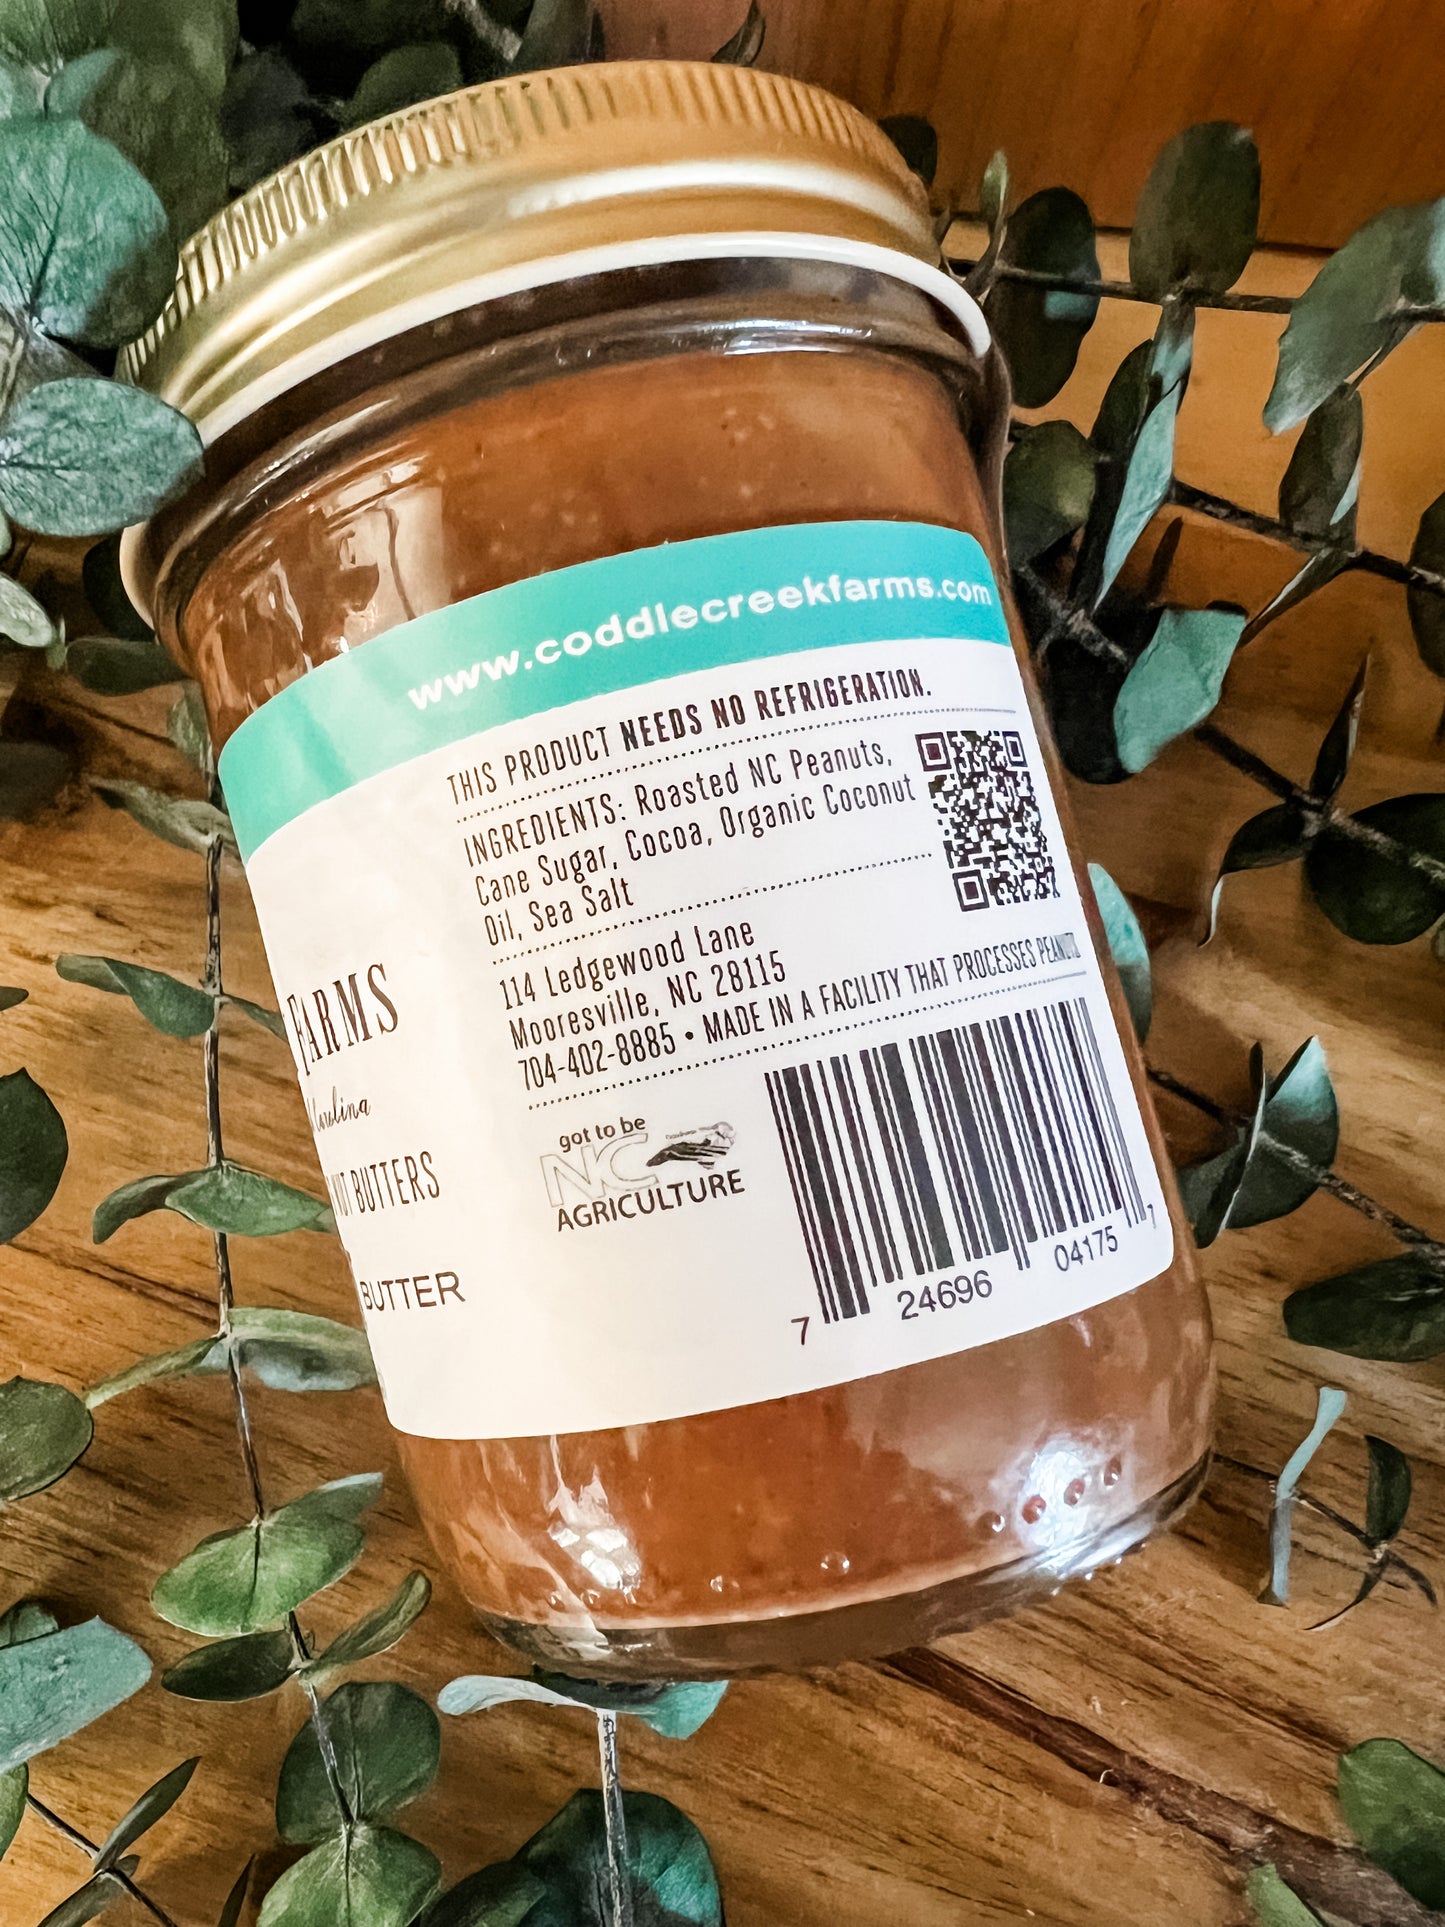 www.coddlecreekfarms.com
THIS PRODUCT NEEDS NO REFRIGERATION.
INGREDIENTS: Roasted NC Peanuts,
Cane Sugar, Cocoa, Organic Coconut
Oil, Sea Salt
114 Ledgewood Lane
Mooresville, NC 28115
704-402-8885 • MADE IN A FACILITY THAT PROCESSES PEANUTS
got to be
NC
AGRICULTURE
7 24696 04175 7
FARMS
Carolina
NUT BUTTERS
BUTTER